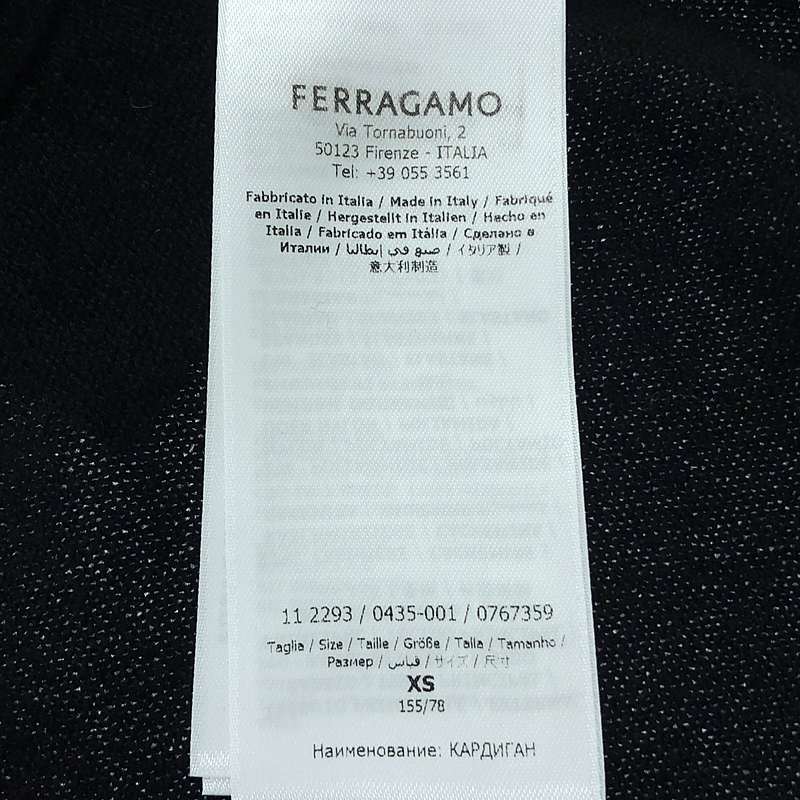 FERRAGAMO
Via Tornabuoni, 2
50123 Firenze - ITALIA
Tel: +39 055 3561
Fabbricato in Italia / Made in Italy / Fabriqué
en Italie / Hergestellt in Italien / Hecho en
Italia / Fabricado em Itália / Сделано в
Италии / صنع في إيطاليا / イタリア製 /
意大利制造
11 2293 / 0435-001 / 0767359
Taglia / Size / Taille / Größe / Talla / Tamanho /
Размер / قياس / サイズ / 尺寸
XS
155/78
Наименование: КАРДИГАН